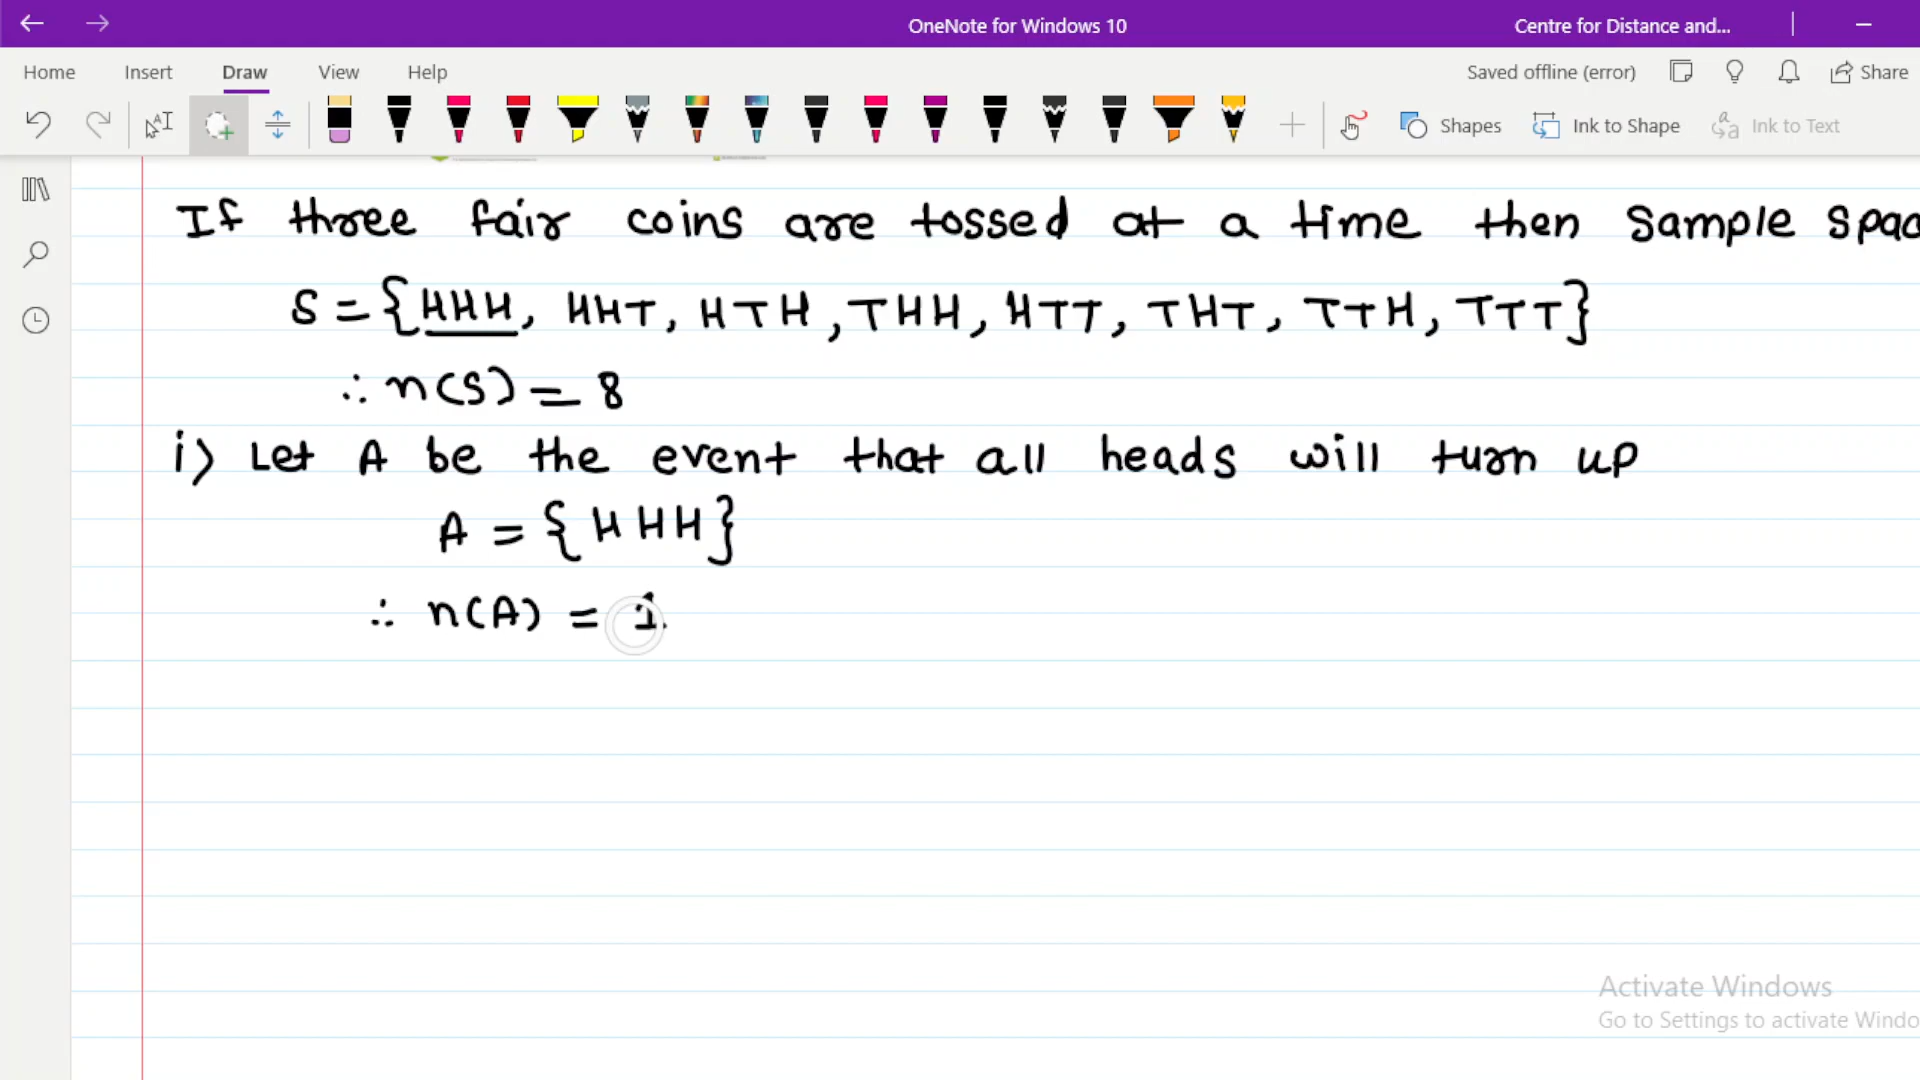 OneNote for Windows 10
Centre for Distance and...
Home Insert Draw View Help
Saved offline (error)
Share
Shapes
Ink to Shape
Ink to Text
If three fair coins are tossed at a time then sample spac
S = {HHH, HHT, HTH, THH, HTT, THT, TTH, TTT}
∴ n(S) = 8
i) Let A be the event that all heads will turn up
A = {HHH}
∴ n(A) = 1.
Activate Windows
Go to Settings to activate Windo